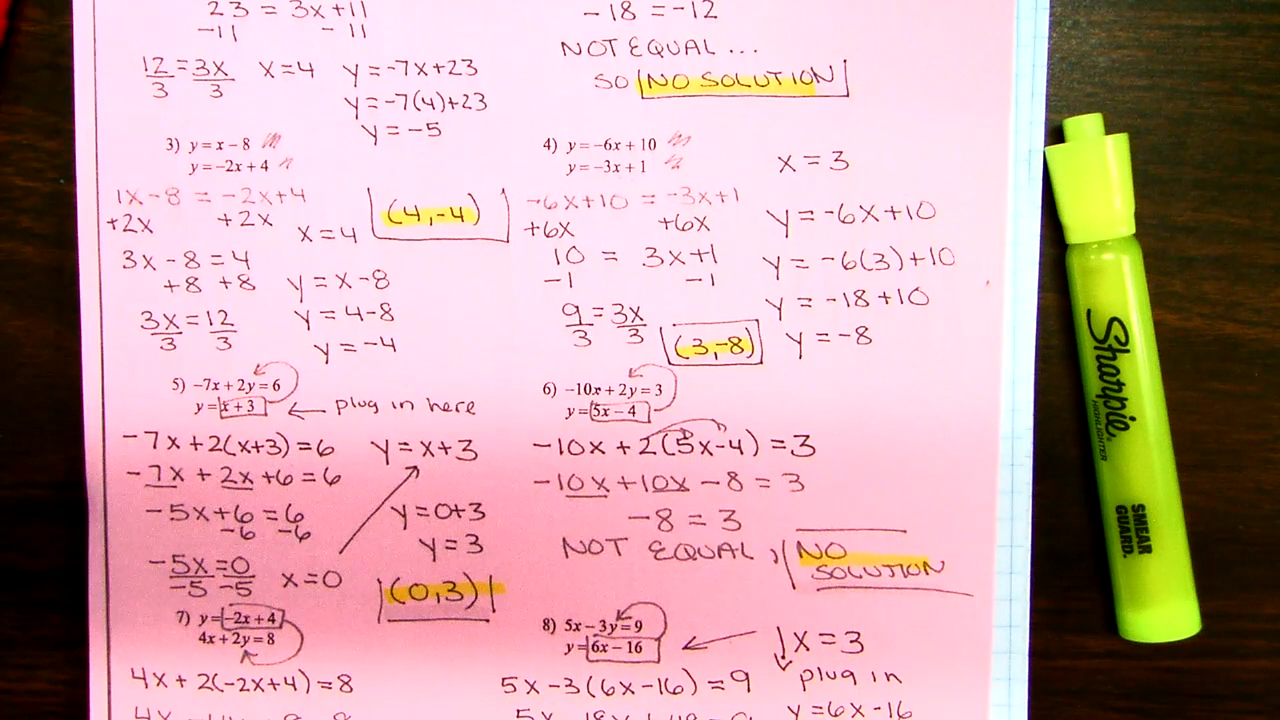 23 = 3x+11
-11 -11
12/3 = 3x/3 x=4 y=-7x+23
y=-7(4)+23
y=-5
-18 = -12
NOT EQUAL...
SO NO SOLUTION
3) y = x − 8
y = −2x + 4
1x-8 = -2x+4
+2x +2x
(4,-4)
x=4
3x-8=4
+8 +8
y=x-8
3x/3 = 12/3
y=4-8
y=-4
4) y = −6x + 10
y = −3x + 1
x=3
-6x+10 = -3x+1
+6x +6x
y=-6x+10
10 = 3x+1
-1 -1
y=-6(3)+10
9/3 = 3x/3
y=-18+10
(3,-8)
y=-8
5) −7x + 2y = 6
y = x + 3
plug in here
-7x+2(x+3)=6 y=x+3
-7x+2x+6=6
-5x+6=6
-6 -6
y=0+3
y=3
-5x/-5 = 0/-5 x=0
(0,3)
6) −10x + 2y = 3
y = 5x − 4
-10x+2(5x-4)=3
-10x+10x-8=3
-8=3
NOT EQUAL, NO
SOLUTION
7) y = −2x + 4
4x + 2y = 8
4x+2(-2x+4)=8
8) 5x − 3y = 9
y = 6x − 16
x=3
plug in
5x-3(6x-16)=9
y=6x-16
Sharpie.
HIGHLIGHTER
SMEAR
GUARD.